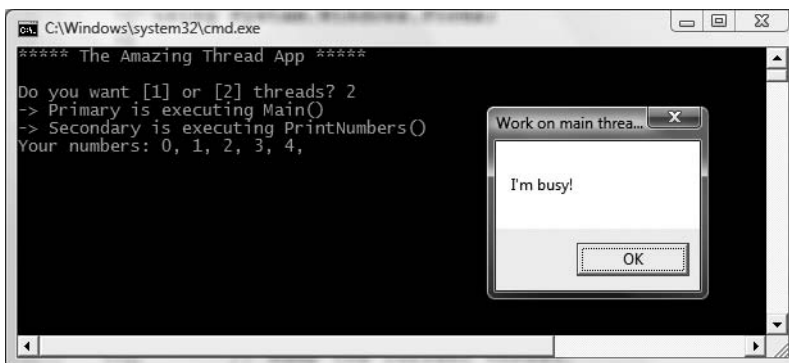 C:\Windows\system32\cmd.exe
***** The Amazing Thread App *****
Do you want [1] or [2] threads? 2
-> Primary is executing Main()
-> Secondary is executing PrintNumbers()
Your numbers: 0, 1, 2, 3, 4,
Work on main threa...
I'm busy!
OK